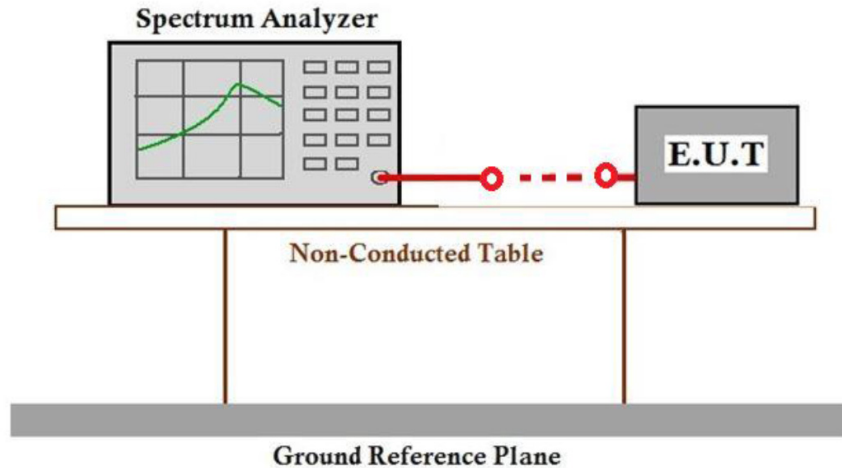 Spectrum Analyzer
E.U.T
Non-Conducted Table
Ground Reference Plane